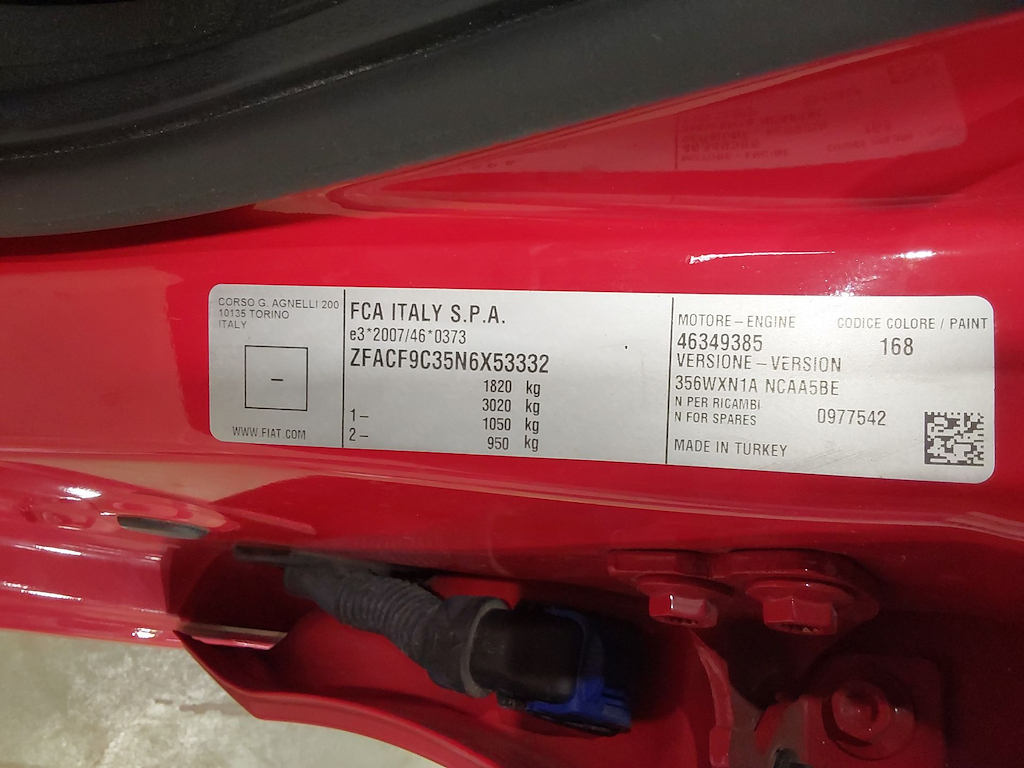 CORSO G. AGNELLI 200
10135 TORINO
ITALY
-
WWW.FIAT.COM
FCA ITALY S.P.A.
e3*2007/46*0373
ZFACF9C35N6X53332
1820 kg
3020 kg
1- 1050 kg
2- 950 kg
MOTORE-ENGINE
46349385
VERSIONE-VERSION
356WXN1A NCAA5BE
N PER RICAMBI
N FOR SPARES 0977542
MADE IN TURKEY
CODICE COLORE / PAINT
168